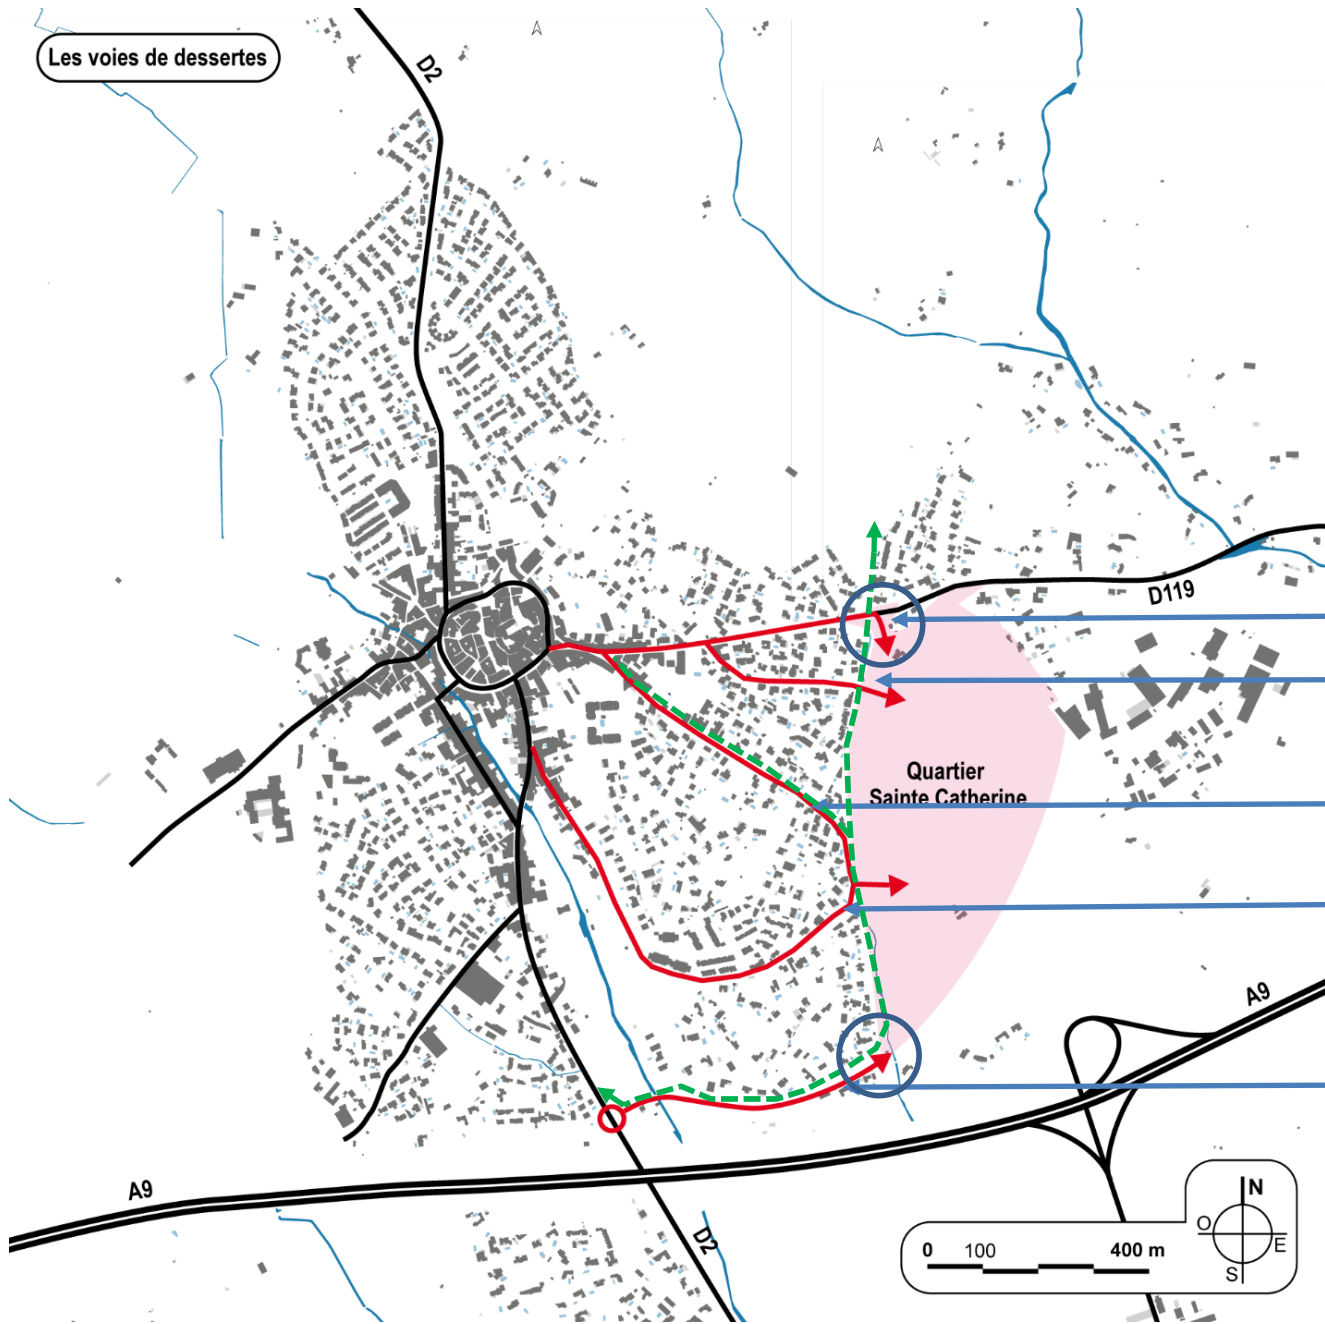 Les voies de dessertes
D2
D119
Quartier
Sainte Catherine
A9
A9
D2
N
O
E
S
0 100 400 m